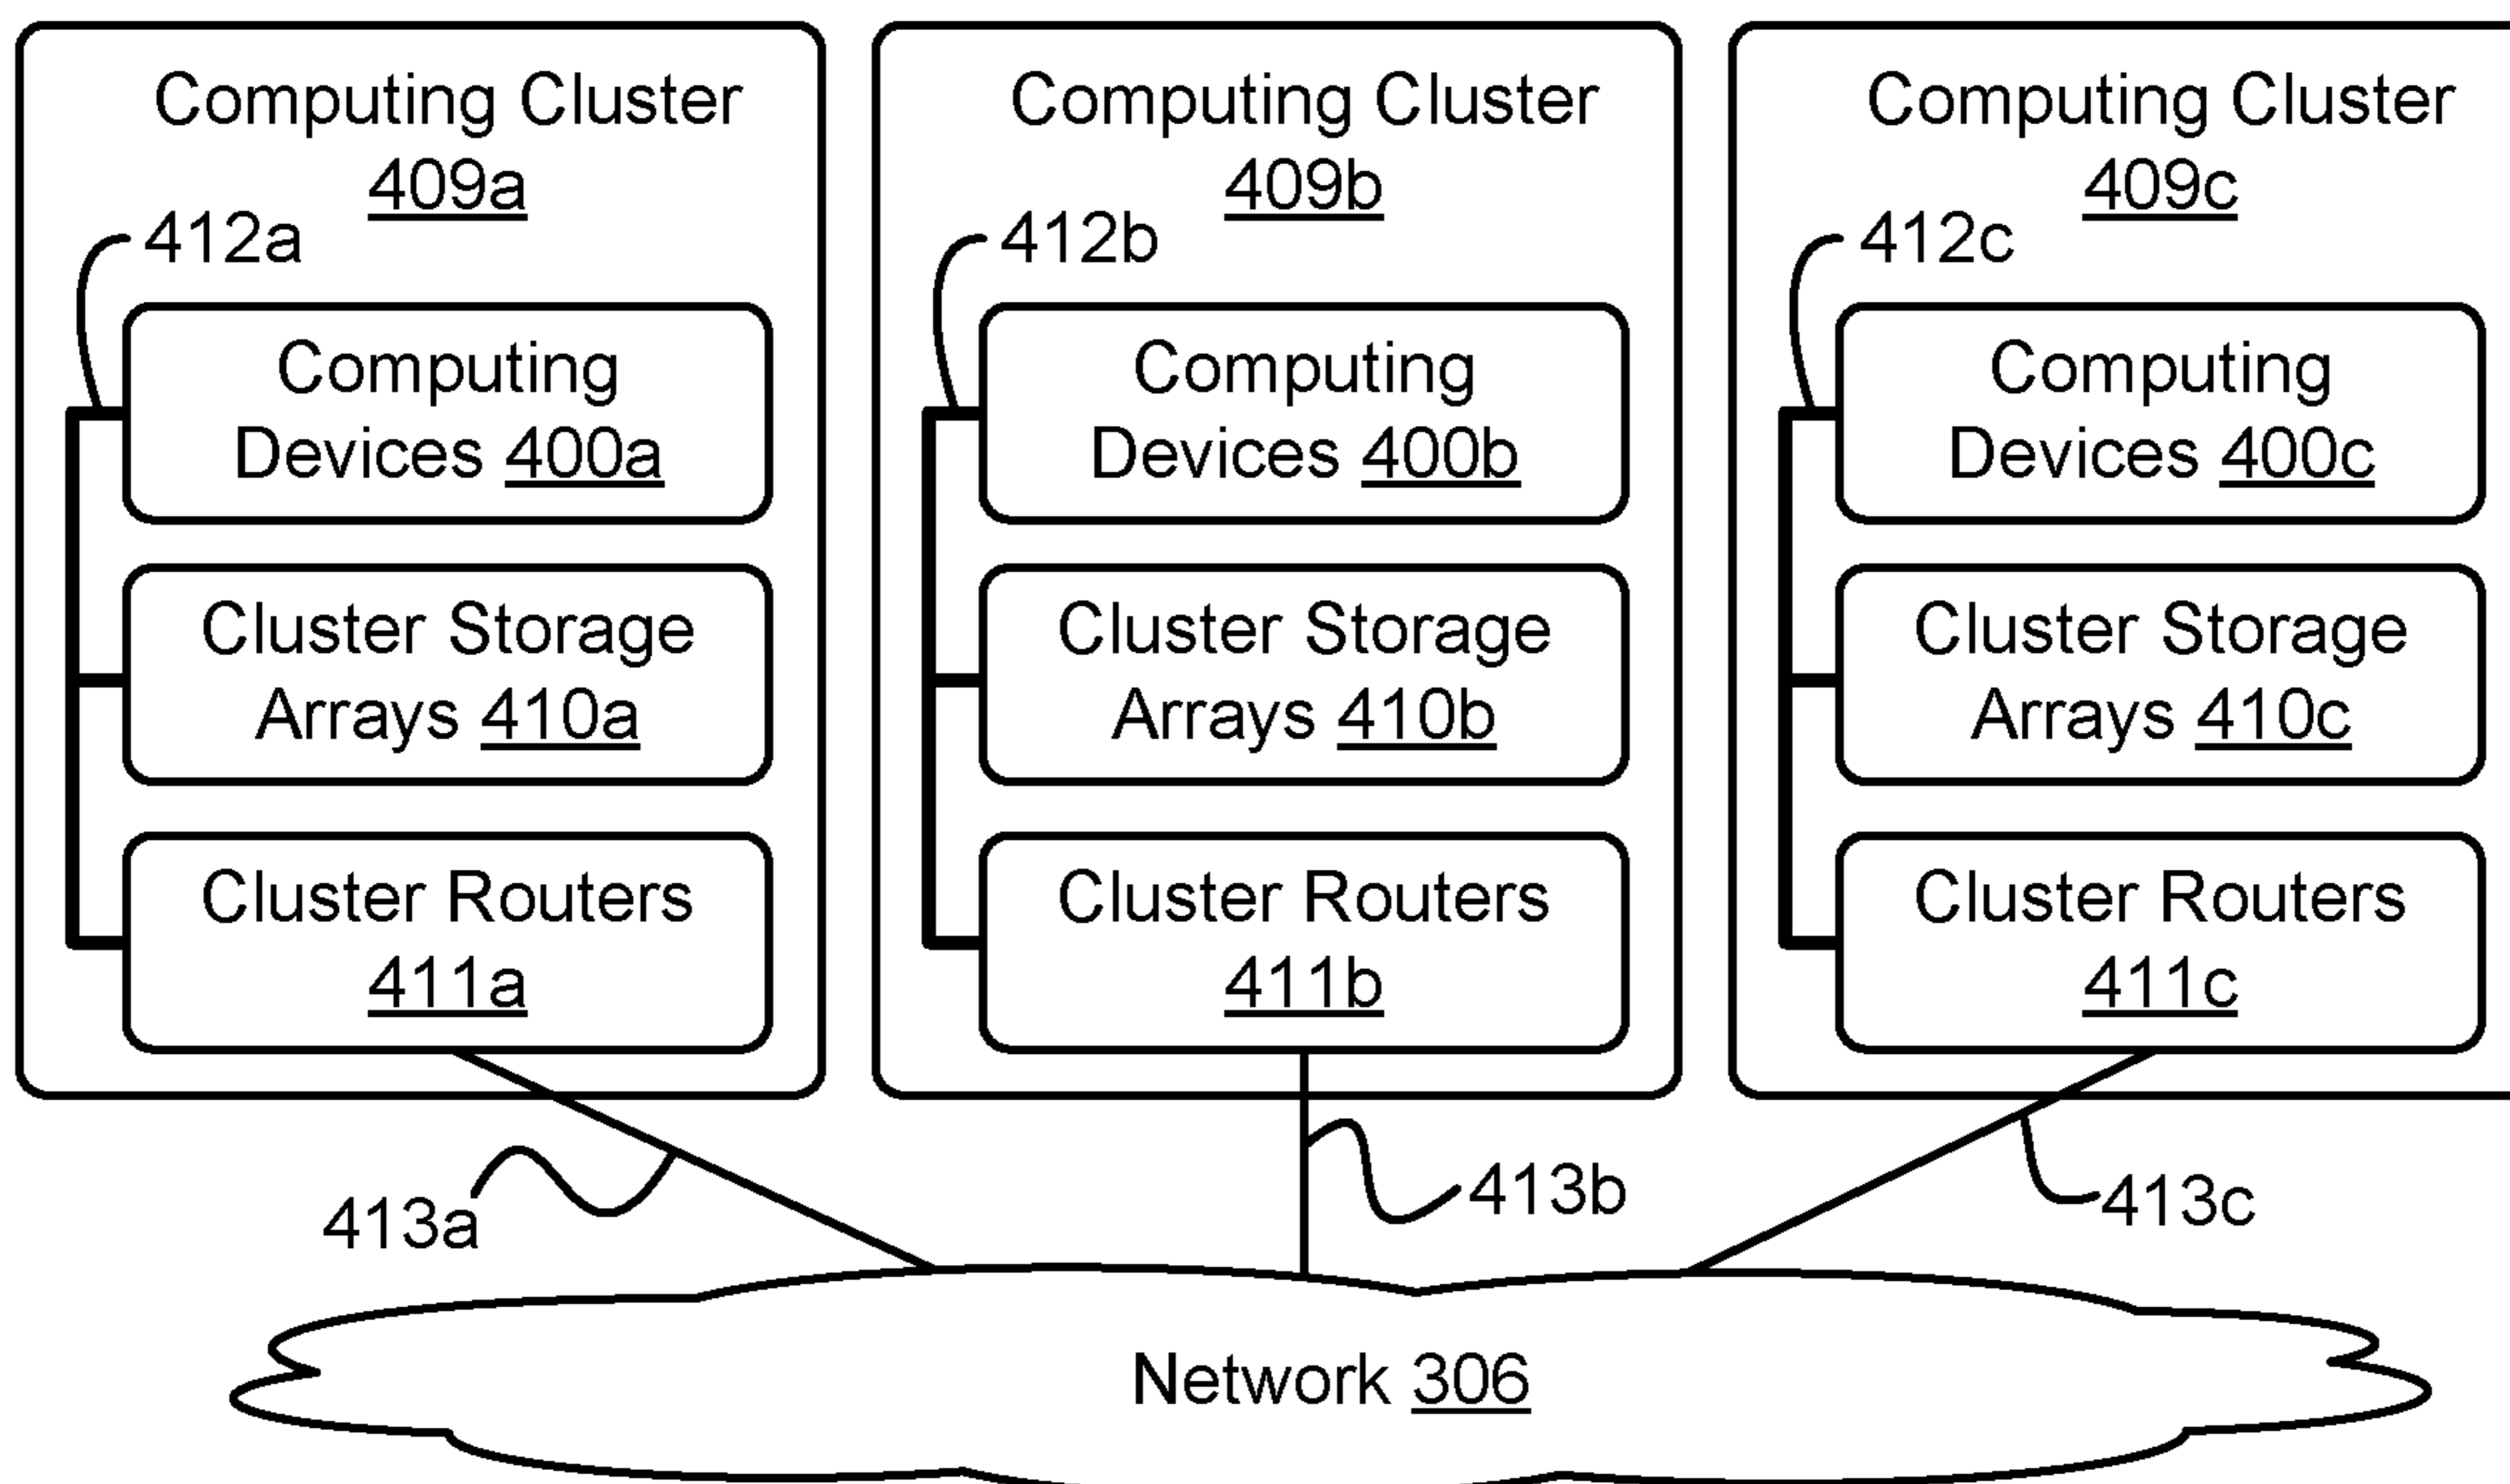 Computing Cluster
409a
412a
Computing
Devices 400a
Cluster Storage
Arrays 410a
Cluster Routers
411a
Computing Cluster
409b
412b
Computing
Devices 400b
Cluster Storage
Arrays 410b
Cluster Routers
411b
Computing Cluster
409c
412c
Computing
Devices 400c
Cluster Storage
Arrays 410c
Cluster Routers
411c
413a
413b
413c
Network 306